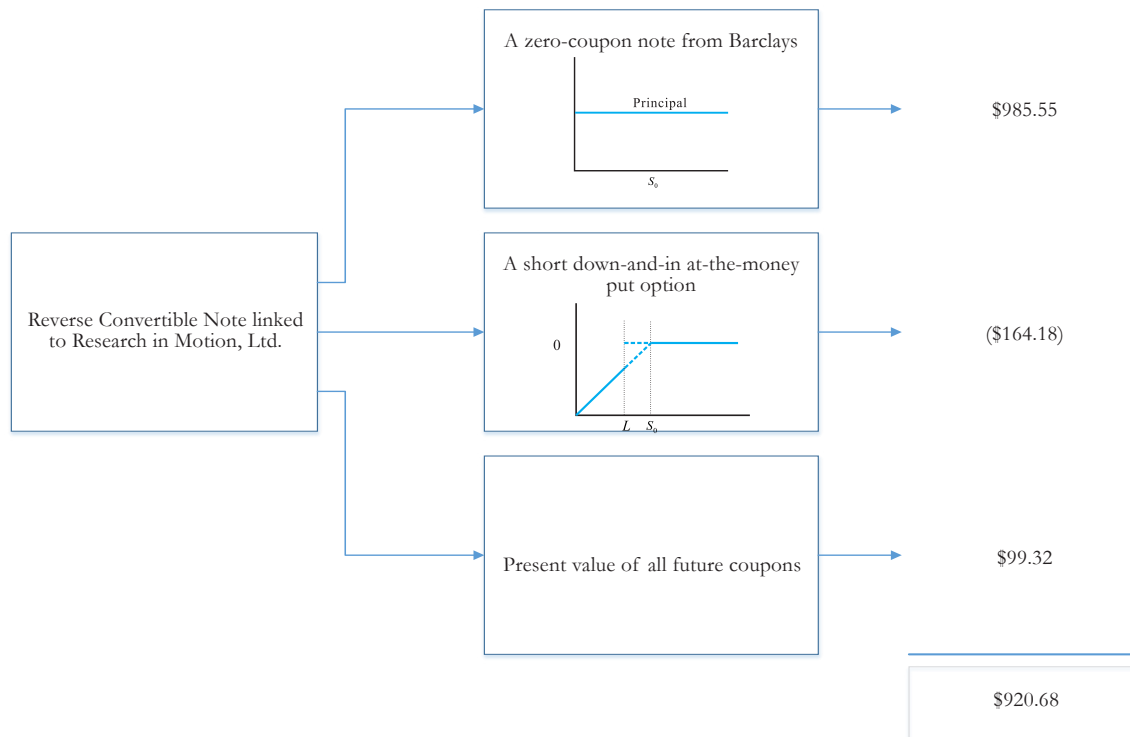 A zero-coupon note from Barclays
Principal
S₀
$985.55
Reverse Convertible Note linked
to Research in Motion, Ltd.
A short down-and-in at-the-money
put option
0
L S₀
($164.18)
Present value of all future coupons
$99.32
$920.68